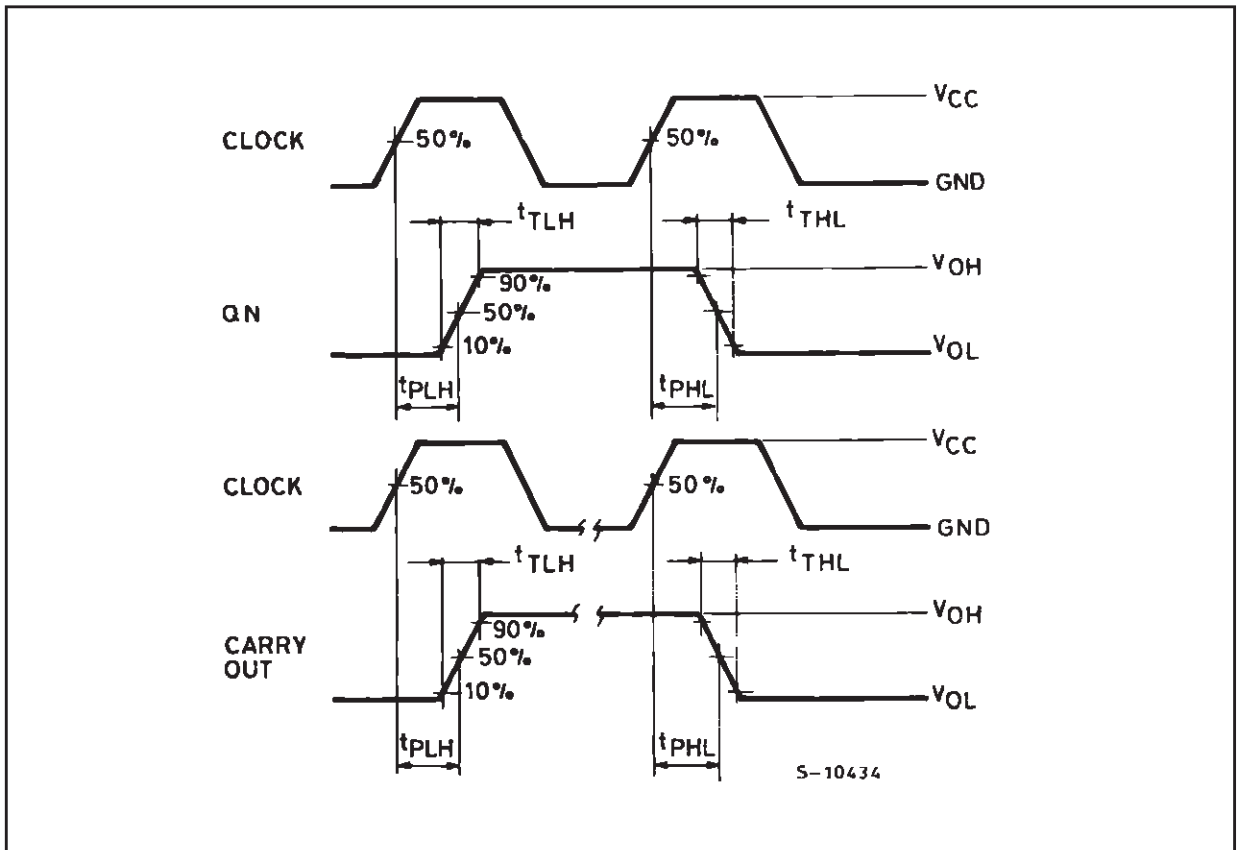 VCC
CLOCK
50%
50%
GND
tTLH
tTHL
VOH
90%
QN
50%
10%
VOL
tPLH
tPHL
VCC
CLOCK
50%
50%
GND
tTLH
tTHL
VOH
90%
CARRY
OUT
50%
10%
VOL
tPLH
tPHL
S-10434